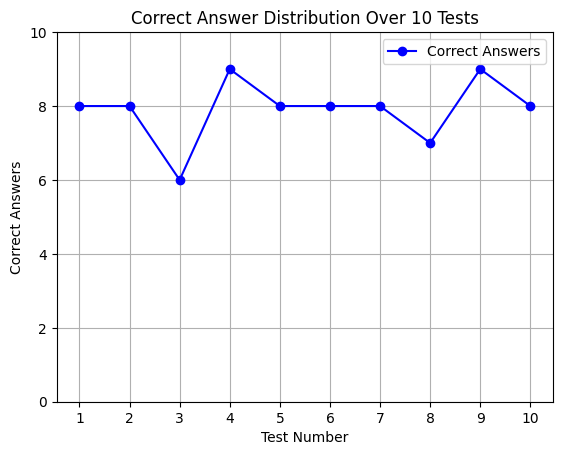 Correct Answer Distribution Over 10 Tests
Correct Answers
10
8
6
4
2
0
Correct Answers
1 2 3 4 5 6 7 8 9 10
Test Number